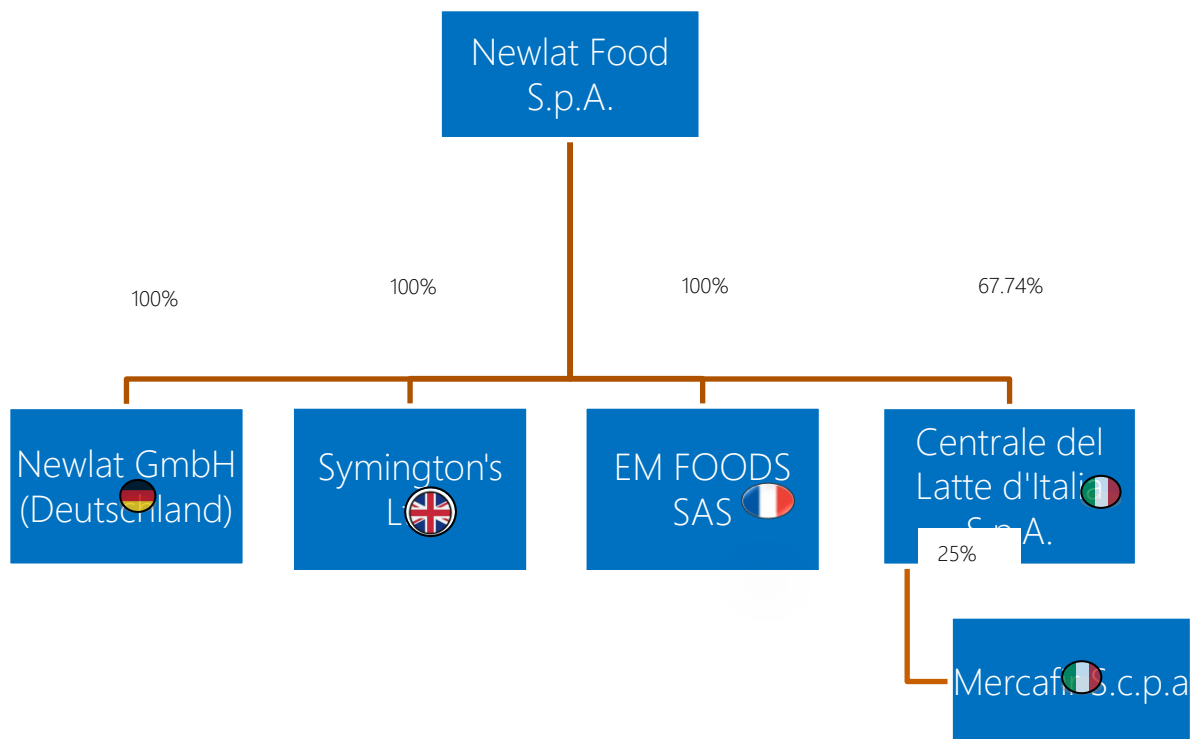 Newlat Food
S.p.A.
100%
100%
100%
67.74%
Newlat GmbH
(Deutschland)
Symington's
EM FOODS
SAS
Centrale del
Latte d'Italia
S.p.A.
25%
Mercafir S.c.p.a